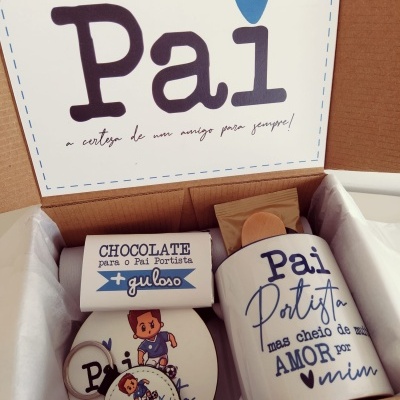 Pai
a certeza de um amigo para sempre!
CHOCOLATE
para o Pai Portista
+guloso
Pai
Portista
mas cheio de
AMOR por
mim
Pai